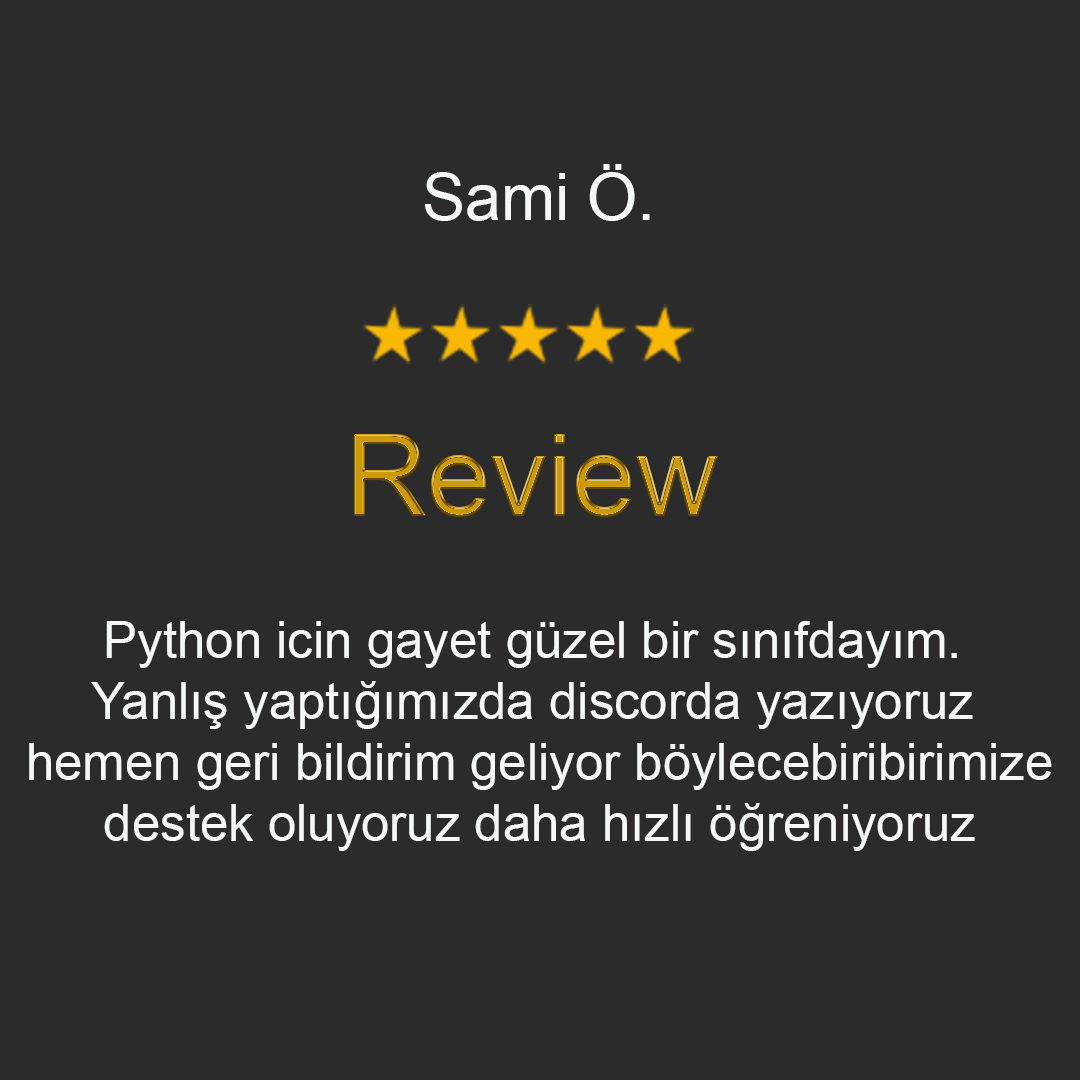 Sami Ö.
Review
Python icin gayet güzel bir sınıfdayım.
Yanlış yaptığımızda discorda yazıyoruz
hemen geri bildirim geliyor böylecebiribirimize
destek oluyoruz daha hızlı öğreniyoruz